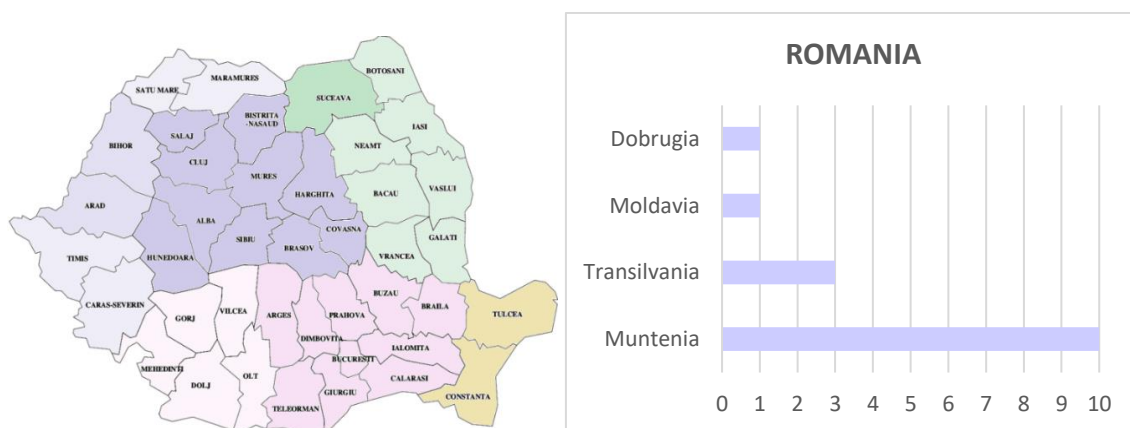 BOTOSANI
MARAMURES
SATU MARE
SUCEAVA
BISTRITA
-NASAUD
IASI
SALAJ
BIHOR
NEAMT
CLUJ
MURES
HARGHITA
BACAU
VASLUI
ARAD
ALBA
COVASNA
SIBIU
BRASOV
GALATI
TIMIS
HUNEDOARA
VRANCEA
BUZAU
CARAS-SEVERIN
VILCEA
GORJ
ARGES
PRAHOVA
BRAILA
TULCEA
DIMBOVITA
IALOMITA
BUCURESTI
MEHEDINTI
OLT
CALARASI
DOLJ
GIURGIU
CONSTANTA
TELEORMAN
ROMANIA
Dobrugia
Moldavia
Transilvania
Muntenia
0 1 2 3 4 5 6 7 8 9 10